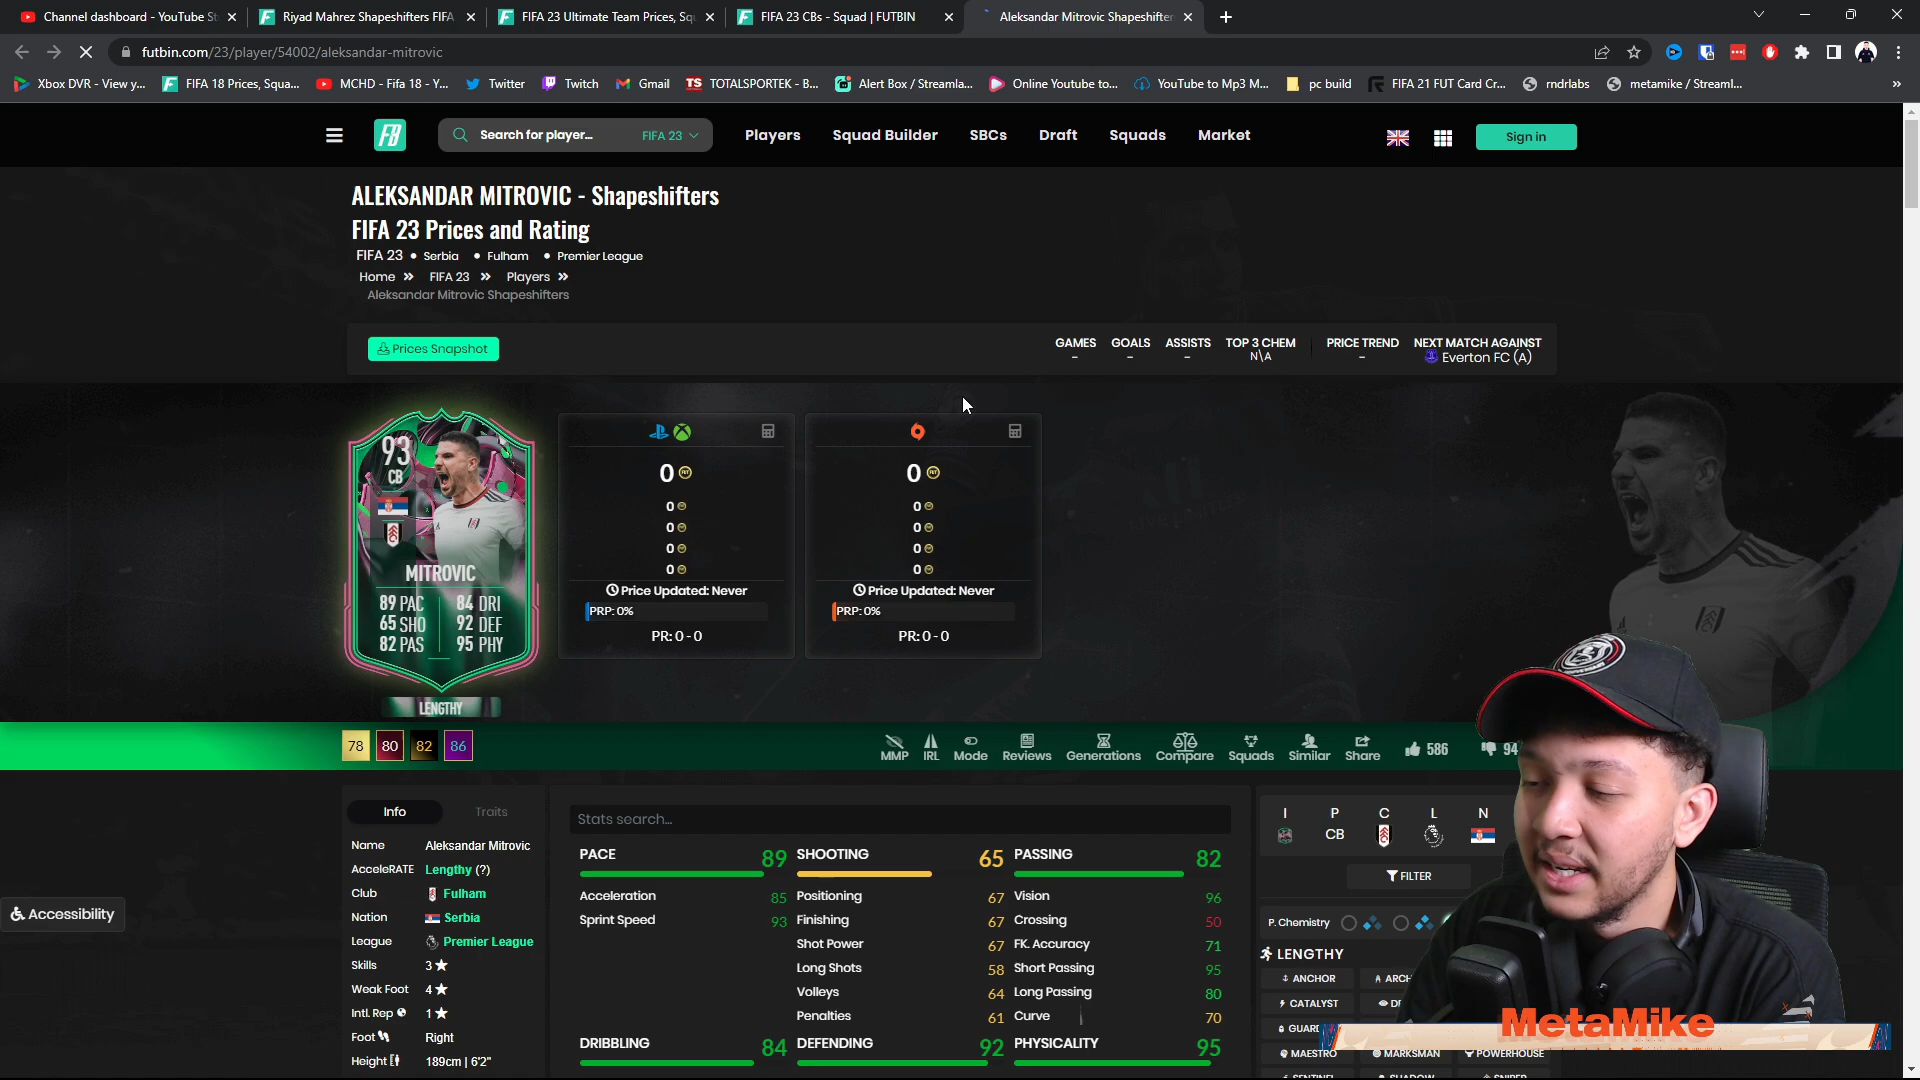 Channel dashboard - YouTube St
Riyad Mahrez Shapeshifters FIFA
FIFA 23 Ultimate Team Prices, Squ
FIFA 23 CBs - Squad | FUTBIN
Aleksandar Mitrovic Shapeshifter
futbin.com/23/player/54002/aleksandar-mitrovic
Xbox DVR - View y...
FIFA 18 Prices, Squa...
MCHD - Fifa 18 - Y...
Twitter
Twitch
Gmail
TOTALSPORTEK - B...
Alert Box / Streamla...
Online Youtube to...
YouTube to Mp3 M...
pc build
FIFA 21 FUT Card Cr...
rndrlabs
metamike / Streaml...
Search for player...
FIFA 23
Players
Squad Builder
SBCs
Draft
Squads
Market
Sign in
ALEKSANDAR MITROVIC - Shapeshifters
FIFA 23 Prices and Rating
FIFA 23 • Serbia • Fulham • Premier League
Home » FIFA 23 » Players »
Aleksandar Mitrovic Shapeshifters
Prices Snapshot
GAMES
-
GOALS
-
ASSISTS
-
TOP 3 CHEM
N\A
PRICE TREND
-
NEXT MATCH AGAINST
Everton FC (A)
93
CB
MITROVIC
89 PAC 84 DRI
65 SHO 92 DEF
82 PAS 95 PHY
LENGTHY
0
0
0
0
0
Price Updated: Never
PRP: 0%
PR: 0 - 0
0
0
0
0
0
Price Updated: Never
PRP: 0%
PR: 0 - 0
78 80 82 86
MMP
IRL
Mode
Reviews
Generations
Compare
Squads
Similar
Share
586
94
Info
Traits
Name Aleksandar Mitrovic
AcceleRATE Lengthy (?)
Club Fulham
Nation Serbia
League Premier League
Skills 3★
Weak Foot 4★
Intl. Rep 1★
Foot Right
Height 189cm | 6'2"
Stats search...
PACE 89
Acceleration 85
Sprint Speed 93
SHOOTING 65
Positioning 67
Finishing 67
Shot Power 67
Long Shots 58
Volleys 64
Penalties 61
PASSING 82
Vision 96
Crossing 50
FK. Accuracy 71
Short Passing 95
Long Passing 80
Curve 70
DRIBBLING 84
DEFENDING 92
PHYSICALITY 95
I P C L N
CB
FILTER
P. Chemistry
LENGTHY
ANCHOR
ARCH
CATALYST
GUARD
MAESTRO
MARKSMAN
POWERHOUSE
SENTINEL
SHADOW
SNIPER
MetaMike
Accessibility